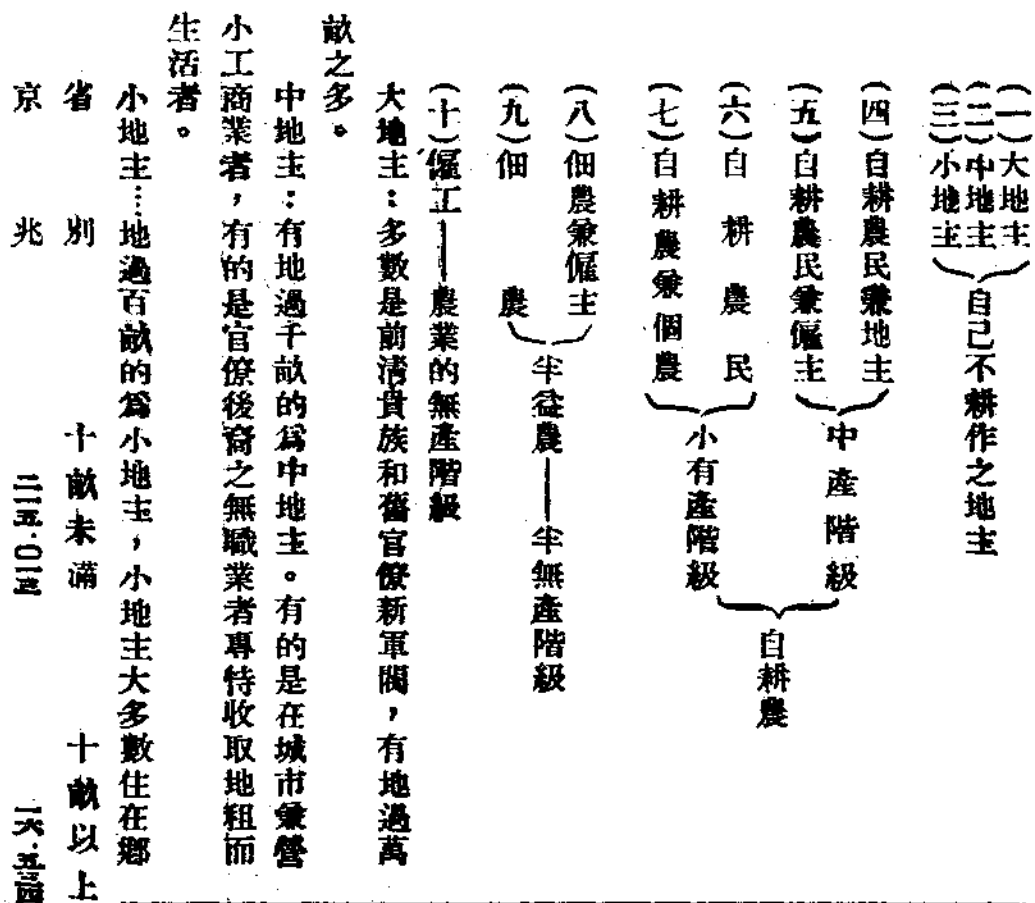 (一)大地主
(二)中地主
(三)小地主
自己不耕作之地主
(四)自耕農民兼地主
(五)自耕農民兼僱主
中產階級
(六)自耕農民
(七)自耕農兼個農
小有產階級
自耕農
(八)佃農兼僱主
(九)佃農
半益農——半無產階級
(十)僱工——農業的無產階級
大地主:多數是前清貴族和舊官僚新軍閥,有地過萬
畝之多。
中地主:有地過千畝的為中地主。有的是在城市兼營
小工商業者,有的是官僚後裔之無職業者專特收取地租而
生活者。
小地主…地過百畝的為小地主,小地主大多數住在鄉
省別 十畝未滿 十畝以上
京兆